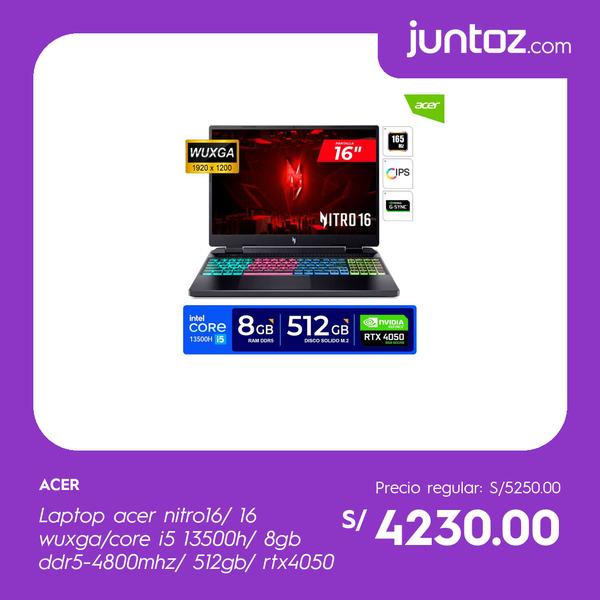 juntoz.com
acer
WUXGA
1920 x 1200
PANTALLA
16"
165
Hz
IPS
G-SYNC
NITRO 16
intel
CORE
13500H i5
8GB
RAM DDR5
512GB
DISCO SOLIDO M.2
NVIDIA
RTX 4050
ACER
Laptop acer nitro16/ 16
wuxga/core i5 13500h/ 8gb
ddr5-4800mhz/ 512gb/ rtx4050
Precio regular: S/5250.00
S/ 4230.00